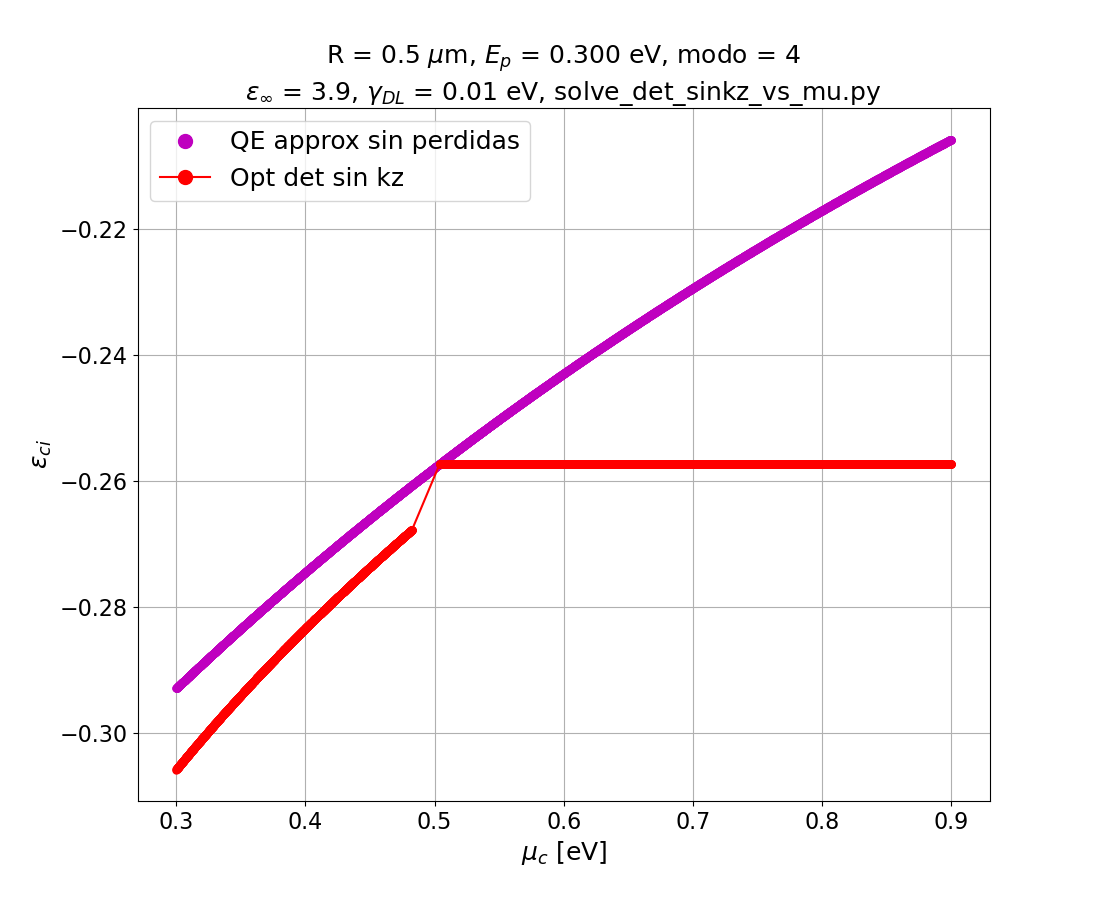 R = 0.5 μm, E_p = 0.300 eV, modo = 4
ε_∞ = 3.9, γ_DL = 0.01 eV, solve_det_sinkz_vs_mu.py
QE approx sin perdidas
Opt det sin kz
−0.22
−0.24
−0.26
−0.28
−0.30
ε_ci
0.3 0.4 0.5 0.6 0.7 0.8 0.9
μ_c [eV]